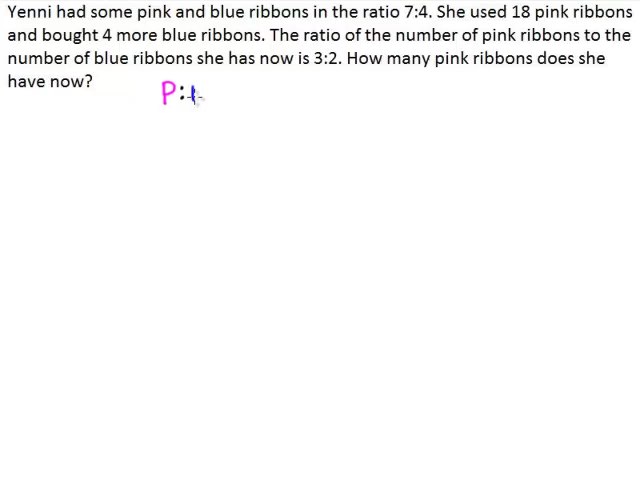 Yenni had some pink and blue ribbons in the ratio 7:4. She used 18 pink ribbons
and bought 4 more blue ribbons. The ratio of the number of pink ribbons to the
number of blue ribbons she has now is 3:2. How many pink ribbons does she
have now?
P: